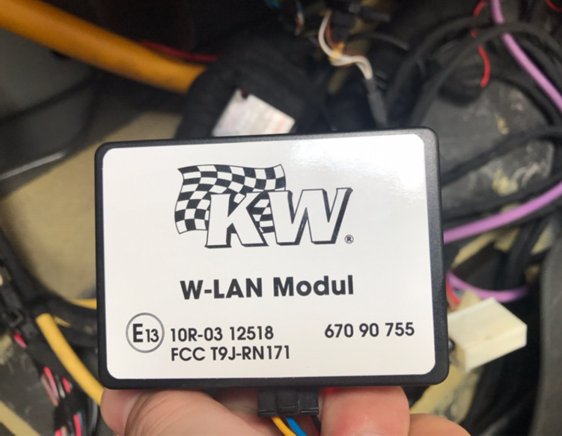 KW®
W-LAN Modul
E13 10R-03 12518 670 90 755
FCC T9J-RN171